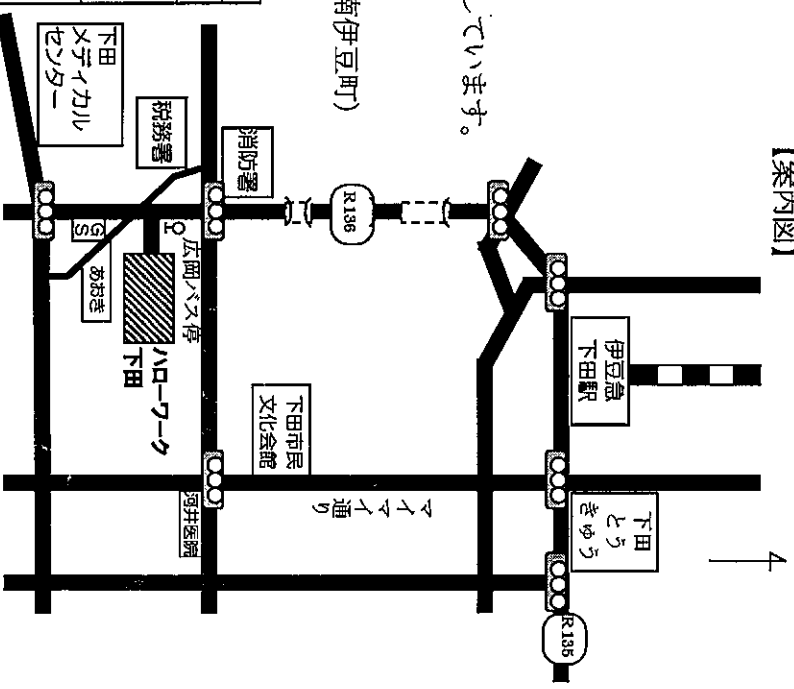 【案内図】
しています。
南伊豆町）
下田
メディカル
センター
税務署
消防署
R136
GS
あおき
広岡バス停
ハローワーク
下田
伊豆急
下田駅
下田市民
文化会館
マイマイ通り
河井医院
下田
とう
きゅう
R135
4